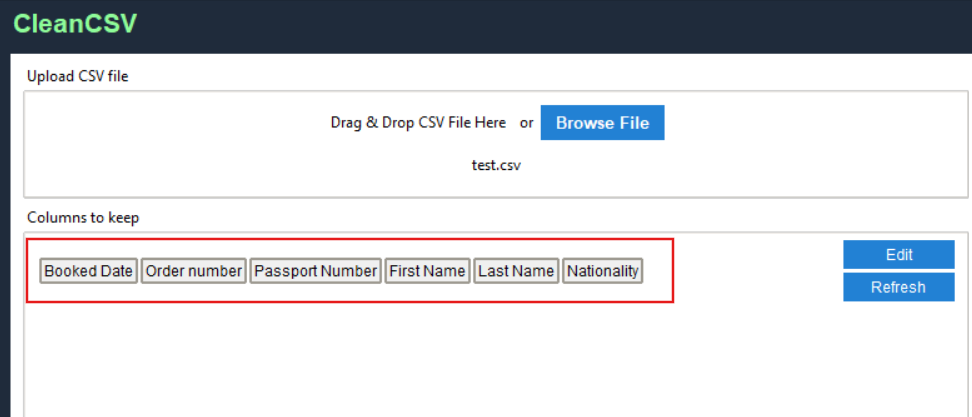 CleanCSV
Upload CSV file
Drag & Drop CSV File Here or Browse File
test.csv
Columns to keep
Edit
Booked Date Order number Passport Number First Name Last Name Nationality
Refresh